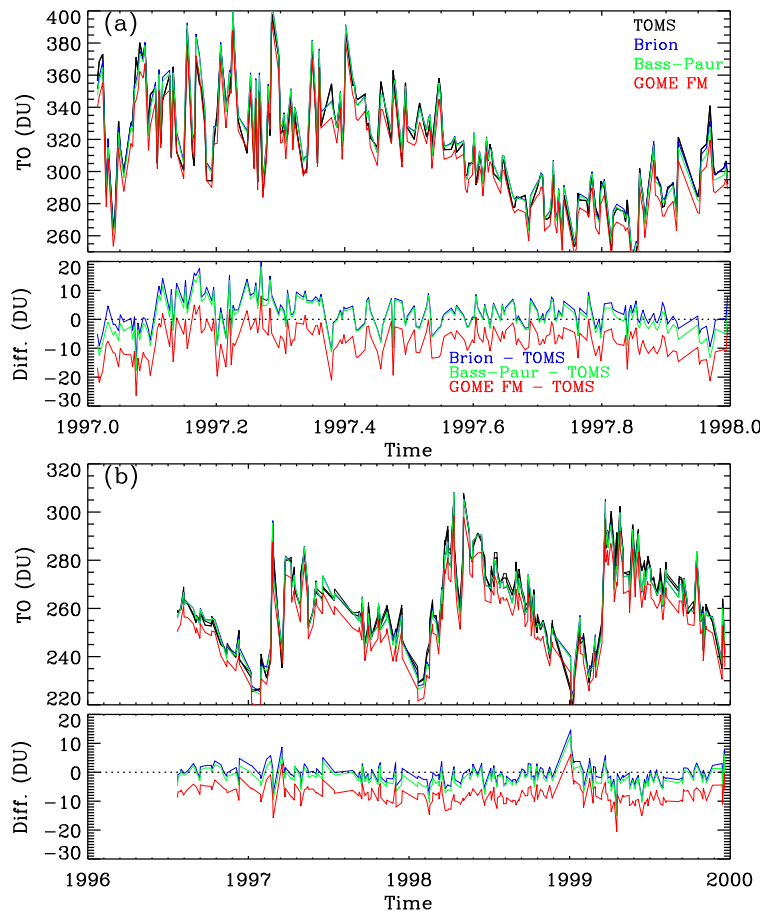 (a)
TOMS
Brion
Bass-Paur
GOME FM
400
380
360
340
320
300
280
260
TO (DU)
20
10
0
-10
-20
-30
Diff. (DU)
Brion - TOMS
Bass-Paur - TOMS
GOME FM - TOMS
1997.0 1997.2 1997.4 1997.6 1997.8 1998.0
Time
(b)
320
300
280
260
240
220
TO (DU)
20
10
0
-10
-20
-30
Diff. (DU)
1996 1997 1998 1999 2000
Time